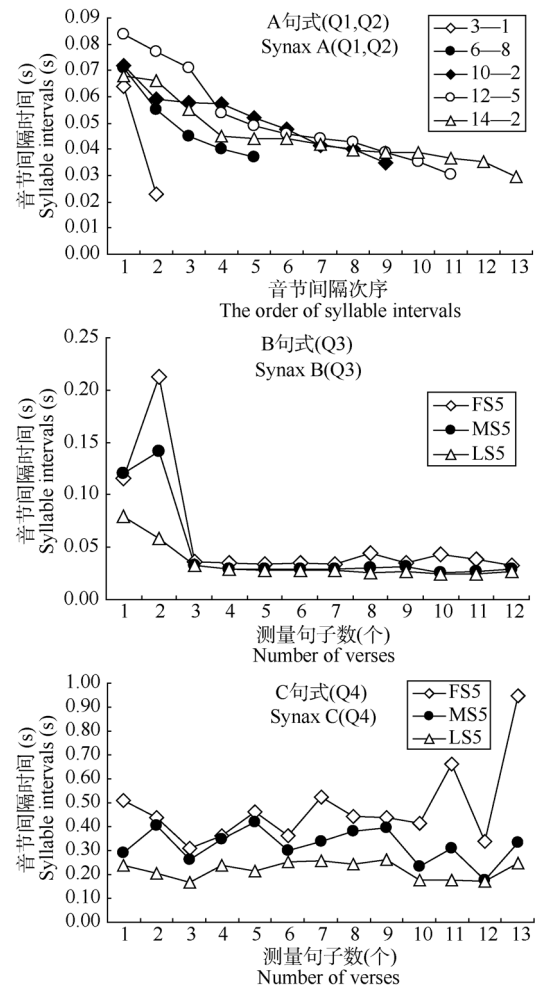 A句式(Q1,Q2)
Synax A(Q1,Q2)
3—1
6—8
10—2
12—5
14—2
音节间隔时间 (s)
Syllable intervals (s)
0.09
0.08
0.07
0.06
0.05
0.04
0.03
0.02
0.01
0.00
1 2 3 4 5 6 7 8 9 10 11 12 13
音节间隔次序
The order of syllable intervals
B句式(Q3)
Synax B(Q3)
FS5
MS5
LS5
音节间隔时间 (s)
Syllable intervals (s)
0.25
0.20
0.15
0.10
0.05
0.00
1 2 3 4 5 6 7 8 9 10 11 12
测量句子数(个)
Number of verses
C句式(Q4)
Synax C(Q4)
FS5
MS5
LS5
音节间隔时间 (s)
Syllable intervals (s)
1.00
0.90
0.80
0.70
0.60
0.50
0.40
0.30
0.20
0.10
0.00
1 2 3 4 5 6 7 8 9 10 11 12 13
测量句子数(个)
Number of verses